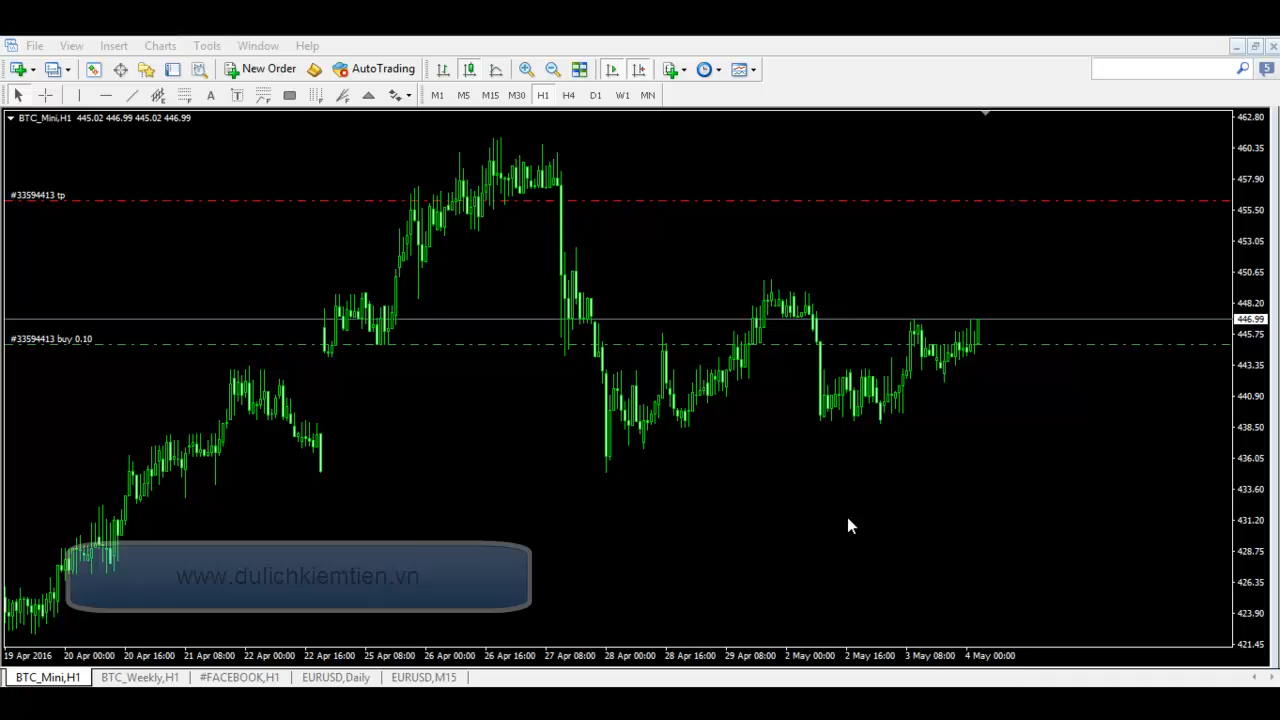 File View Insert Charts Tools Window Help
New Order AutoTrading 5
A T M1 M5 M15 M30 H1 H4 D1 W1 MN
BTC_Mini,H1 445.02 446.99 445.02 446.99
462.80
460.35
457.90
#33594413 tp
455.50
453.05
450.65
448.20
446.99
445.75
#33594413 buy 0.10
443.35
440.90
438.50
436.05
433.60
431.20
428.75
www.dulichkiemtien.vn
426.35
423.90
421.45
19 Apr 2016 20 Apr 00:00 20 Apr 16:00 21 Apr 08:00 22 Apr 00:00 22 Apr 16:00 25 Apr 08:00 26 Apr 00:00 26 Apr 16:00 27 Apr 08:00 28 Apr 00:00 28 Apr 16:00 29 Apr 08:00 2 May 00:00 2 May 16:00 3 May 08:00 4 May 00:00
BTC_Mini,H1 BTC_Weekly,H1 #FACEBOOK,H1 EURUSD,Daily EURUSD,M15